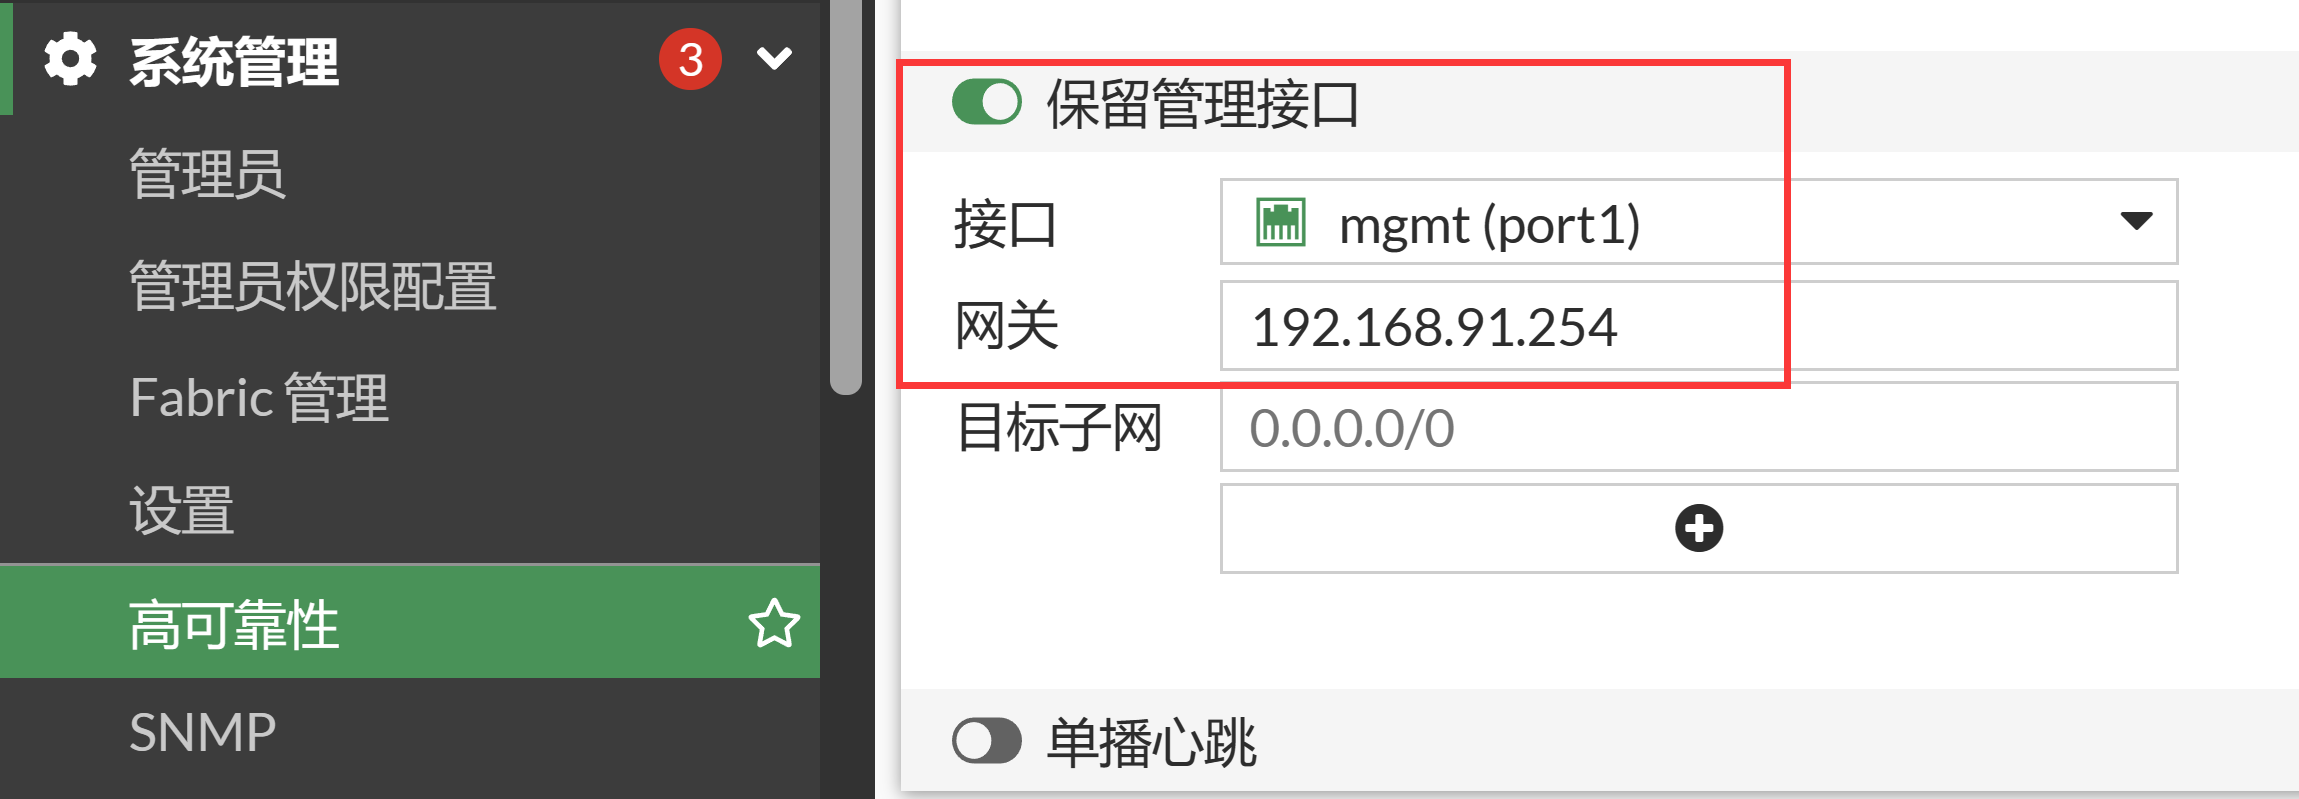 系统管理
3
管理员
管理员权限配置
Fabric 管理
设置
高可靠性
SNMP
保留管理接口
接口
mgmt (port1)
网关
192.168.91.254
目标子网
0.0.0.0/0
单播心跳